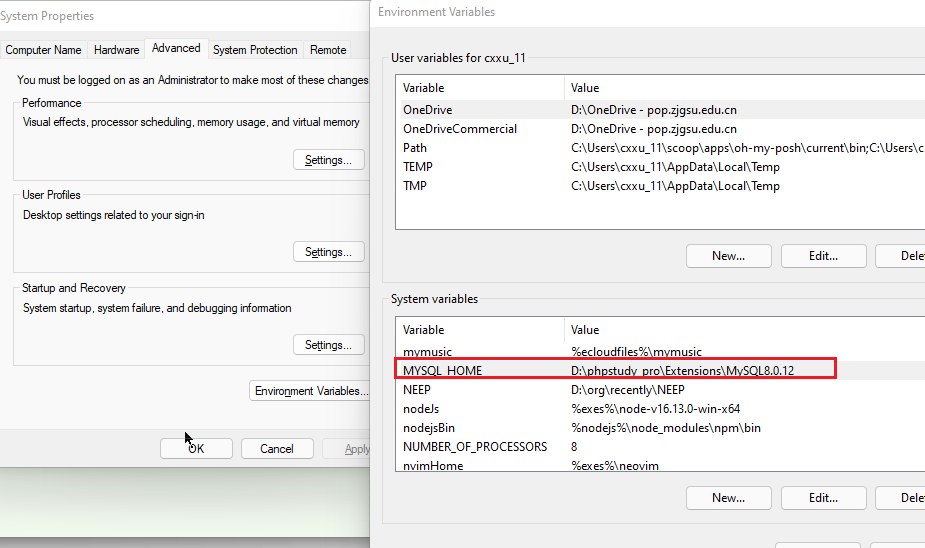 System Properties
Computer Name Hardware Advanced System Protection Remote
You must be logged on as an Administrator to make most of these changes
Performance
Visual effects, processor scheduling, memory usage, and virtual memory
Settings...
User Profiles
Desktop settings related to your sign-in
Settings...
Startup and Recovery
System startup, system failure, and debugging information
Settings...
Environment Variables...
OK Cancel Apply
Environment Variables
User variables for cxxu_11
Variable Value
OneDrive D:\OneDrive - pop.zjgsu.edu.cn
OneDriveCommercial D:\OneDrive - pop.zjgsu.edu.cn
Path C:\Users\cxxu_11\scoop\apps\oh-my-posh\current\bin;C:\Users\c
TEMP C:\Users\cxxu_11\AppData\Local\Temp
TMP C:\Users\cxxu_11\AppData\Local\Temp
New... Edit... Dele
System variables
Variable Value
mymusic %ecloudfiles%\mymusic
MYSQL_HOME D:\phpstudy_pro\Extensions\MySQL8.0.12
NEEP D:\org\recently\NEEP
nodeJs %exes%\node-v16.13.0-win-x64
nodejsBin %nodejs%\node_modules\npm\bin
NUMBER_OF_PROCESSORS 8
nvimHome %exes%\neovim
New... Edit... Dele